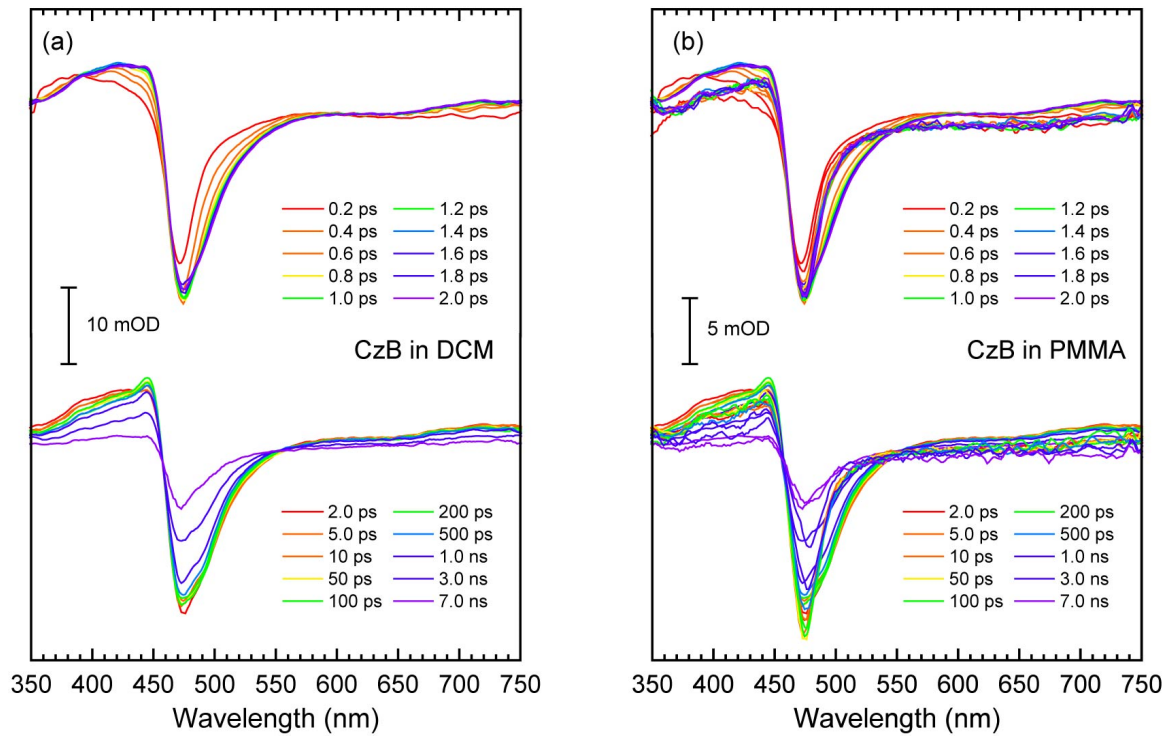 (a)
0.2 ps 1.2 ps
0.4 ps 1.4 ps
0.6 ps 1.6 ps
0.8 ps 1.8 ps
1.0 ps 2.0 ps
10 mOD
CzB in DCM
2.0 ps 200 ps
5.0 ps 500 ps
10 ps 1.0 ns
50 ps 3.0 ns
100 ps 7.0 ns
350 400 450 500 550 600 650 700 750
Wavelength (nm)
(b)
0.2 ps 1.2 ps
0.4 ps 1.4 ps
0.6 ps 1.6 ps
0.8 ps 1.8 ps
1.0 ps 2.0 ps
5 mOD
CzB in PMMA
2.0 ps 200 ps
5.0 ps 500 ps
10 ps 1.0 ns
50 ps 3.0 ns
100 ps 7.0 ns
350 400 450 500 550 600 650 700 750
Wavelength (nm)